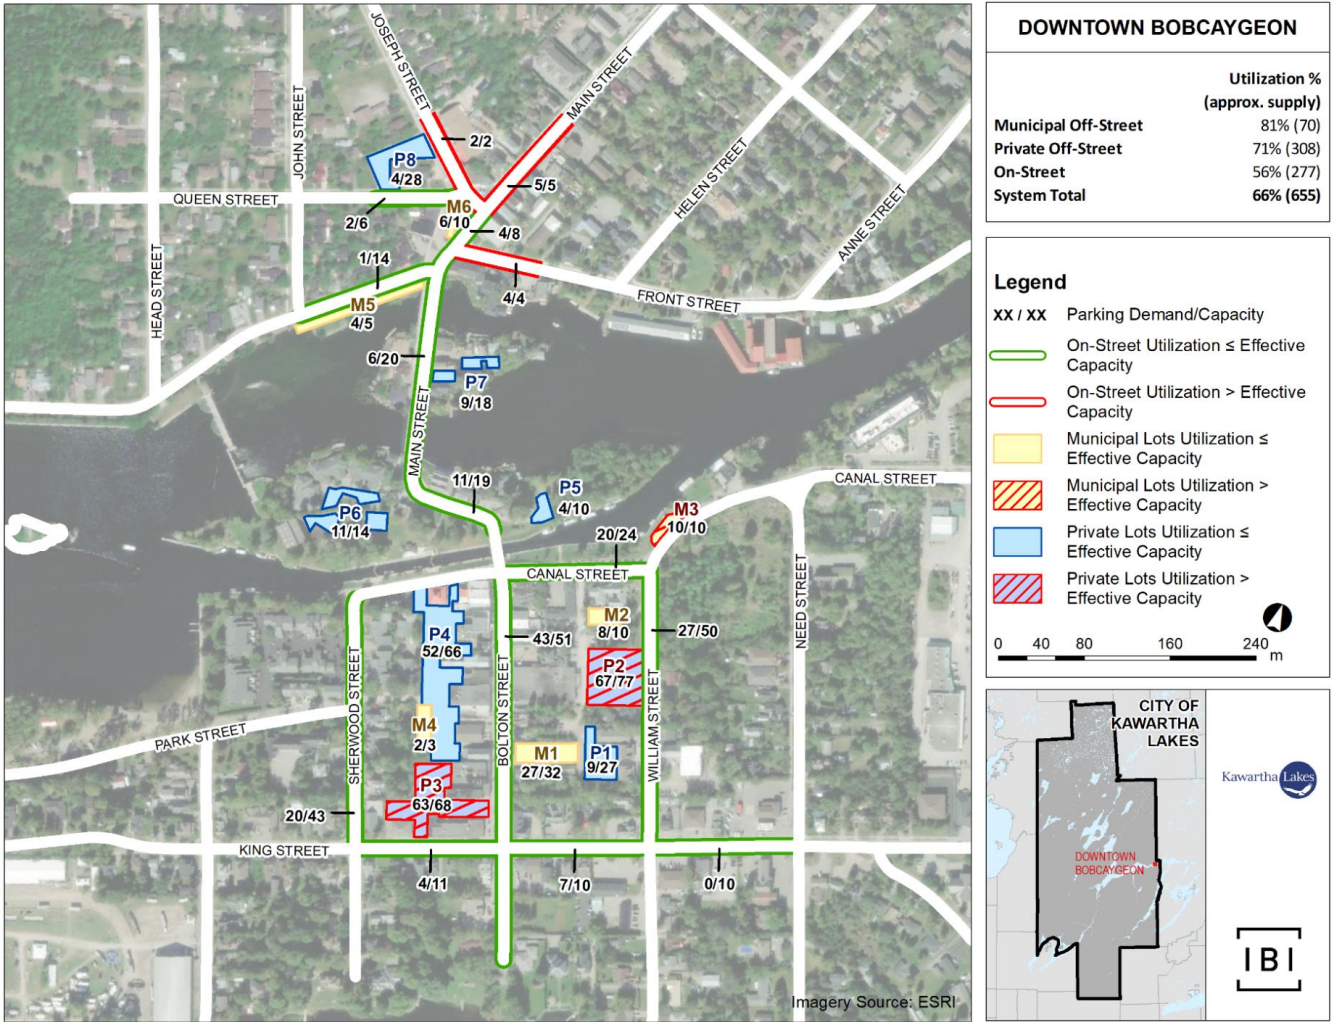 JOSEPH STREET
MAIN STREET
JOHN STREET
2/2
P8
4/28
QUEEN STREET
2/6
5/5
M6
6/10
4/8
HELEN STREET
ANNE STREET
HEAD STREET
1/14
M5
4/5
4/4
FRONT STREET
6/20
P7
9/18
MAIN STREET
11/19
P5
4/10
P6
11/14
CANAL STREET
M3
10/10
20/24
CANAL STREET
NEED STREET
M2
8/10
P4
52/66
43/51
27/50
P2
67/77
SHERWOOD STREET
BOLTON STREET
WILLIAM STREET
PARK STREET
M4
2/3
M1
27/32
P1
9/27
P3
63/68
20/43
KING STREET
4/11
7/10
0/10
Imagery Source: ESRI
DOWNTOWN BOBCAYGEON
Utilization %
(approx. supply)
Municipal Off-Street 81% (70)
Private Off-Street 71% (308)
On-Street 56% (277)
System Total 66% (655)
Legend
XX / XX Parking Demand/Capacity
On-Street Utilization ≤ Effective
Capacity
On-Street Utilization > Effective
Capacity
Municipal Lots Utilization ≤
Effective Capacity
Municipal Lots Utilization >
Effective Capacity
Private Lots Utilization ≤
Effective Capacity
Private Lots Utilization >
Effective Capacity
0 40 80 160 240 m
CITY OF
KAWARTHA
LAKES
DOWNTOWN
BOBCAYGEON
Kawartha Lakes
IBI